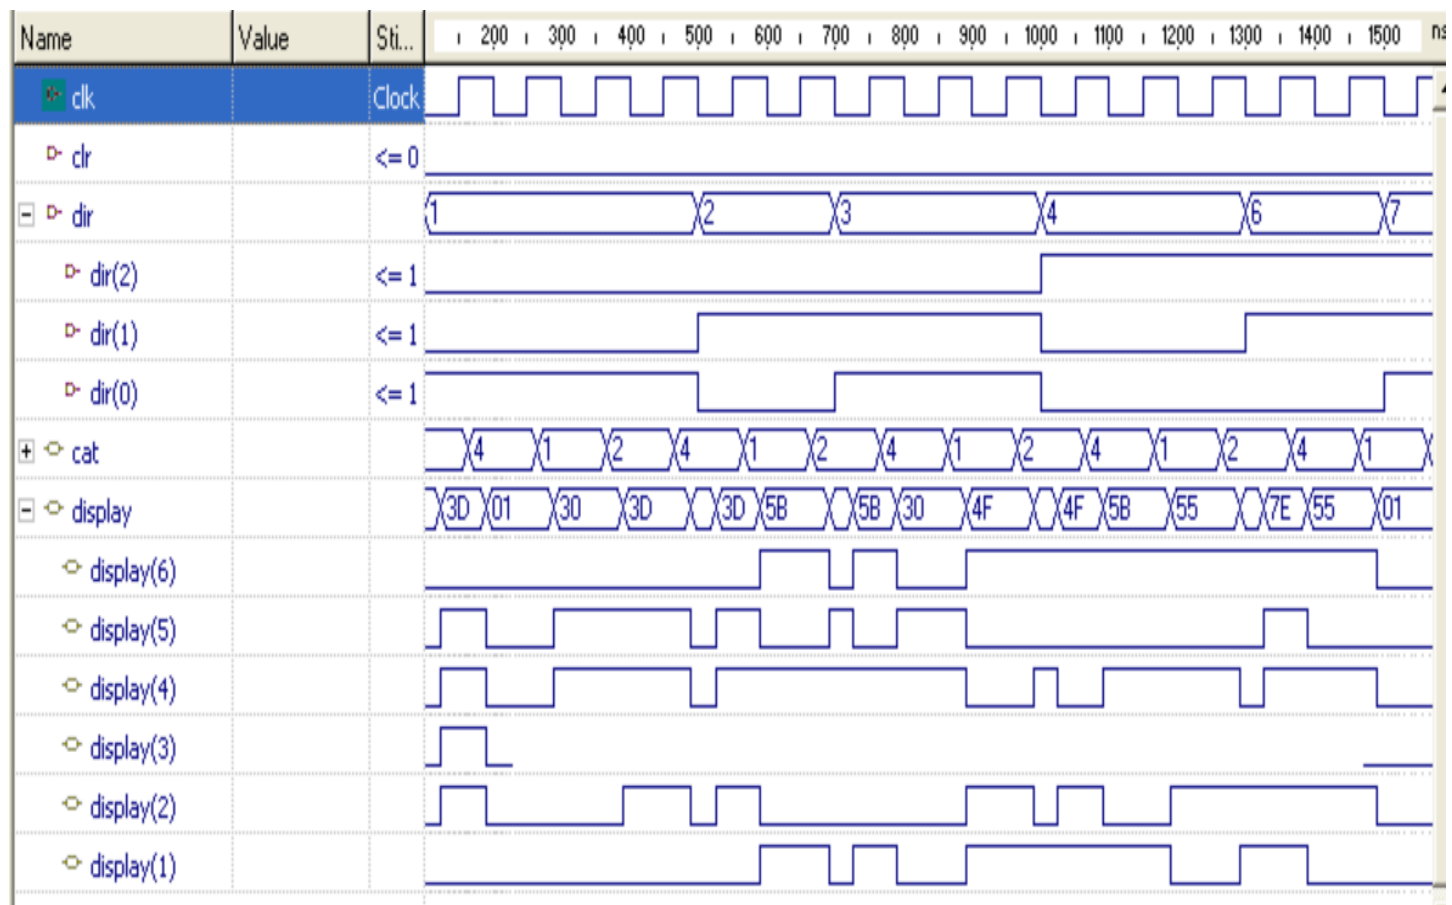 Name Value Sti... 200 300 400 500 600 700 800 900 1000 1100 1200 1300 1400 1500 ns
clk Clock
clr <= 0
dir 1 2 3 4 6 7
dir(2) <= 1
dir(1) <= 1
dir(0) <= 1
cat 4 1 2 4 1 2 4 1 2 4 1 2 4 1
display 3D 01 30 3D 3D 5B 5B 30 4F 4F 5B 55 7E 55 01
display(6)
display(5)
display(4)
display(3)
display(2)
display(1)